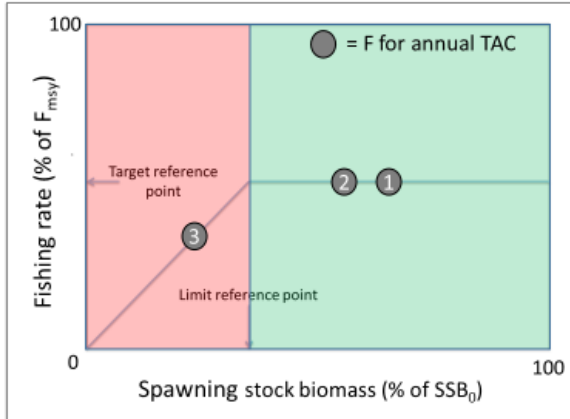 100
= F for annual TAC
Fishing rate (% of Fmsy)
Target reference
point
2
1
3
Limit reference point
0
100
Spawning stock biomass (% of SSB0)